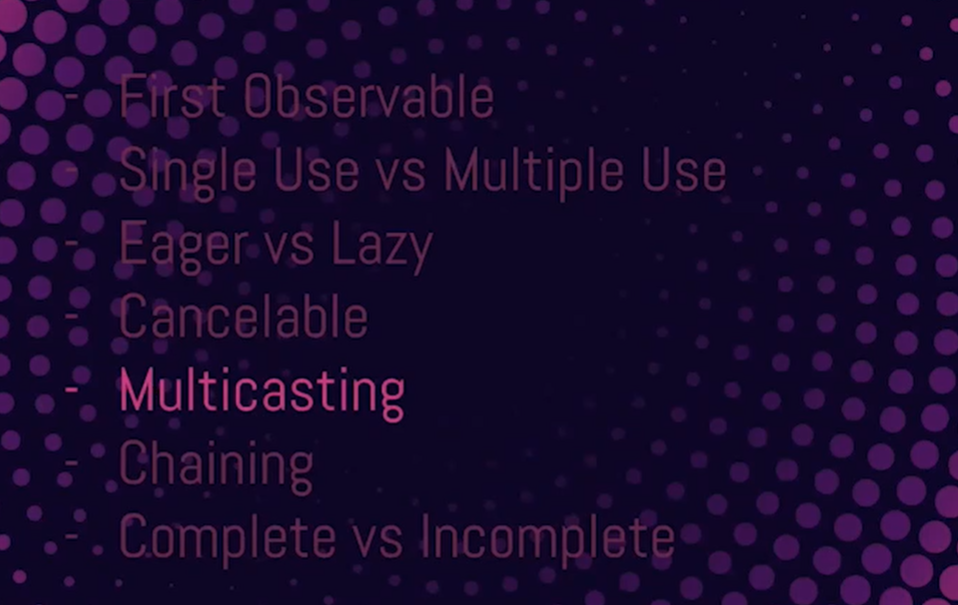 - First Observable
- Single Use vs Multiple Use
- Eager vs Lazy
- Cancelable
- Multicasting
- Chaining
- Complete vs Incomplete